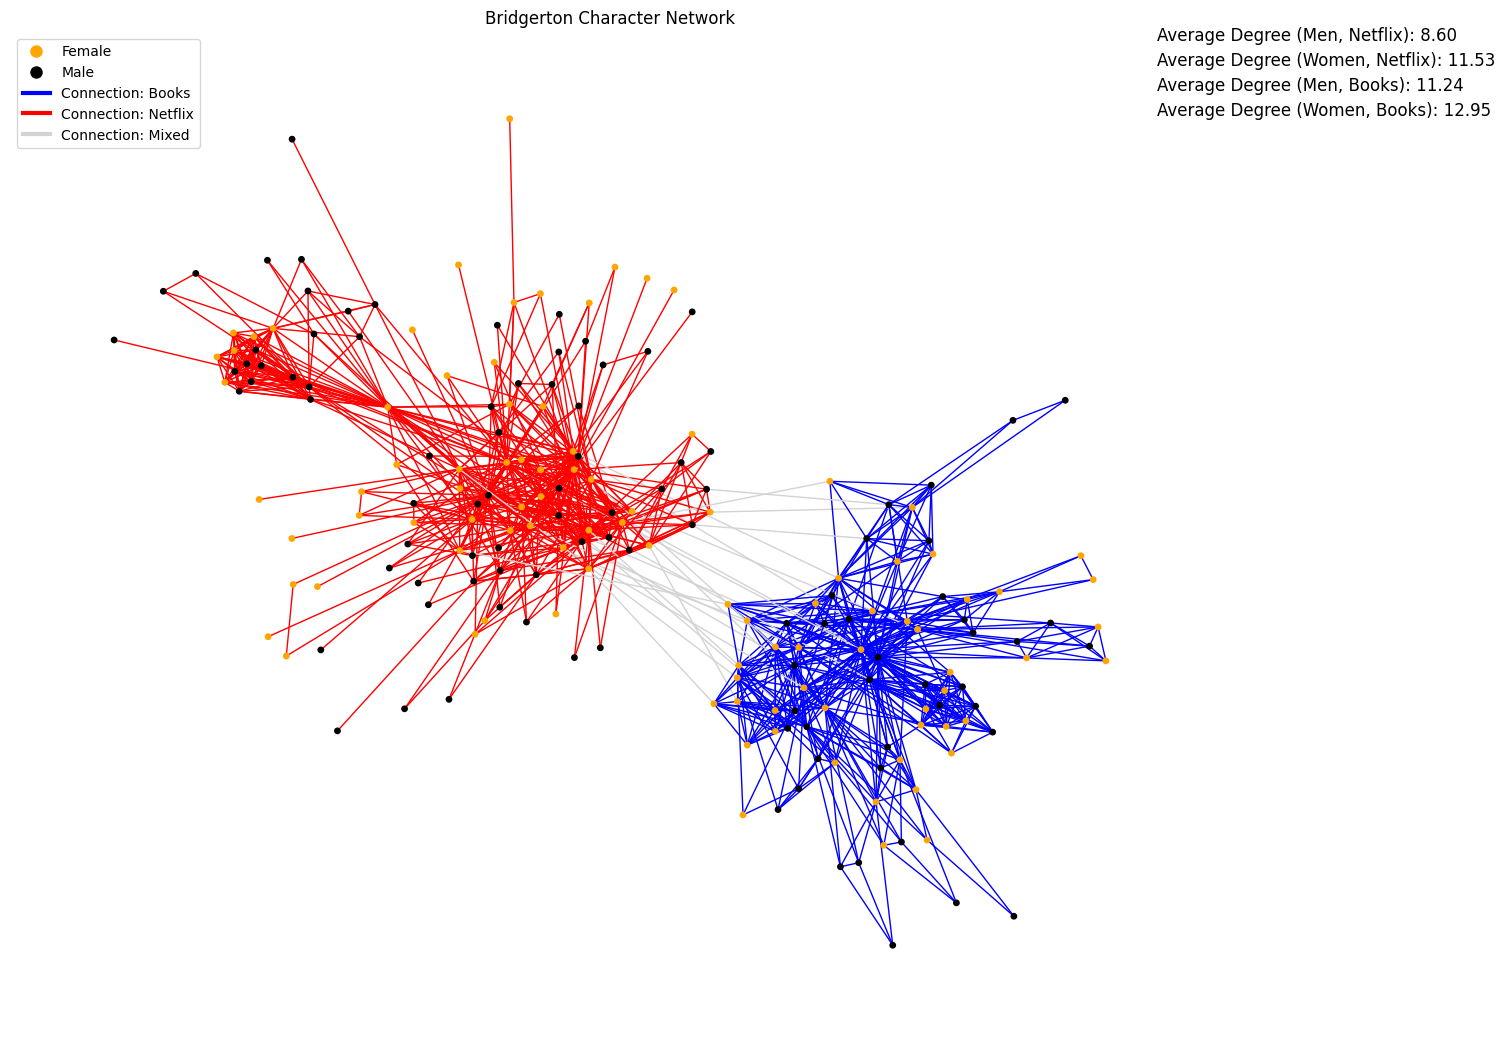 Bridgerton Character Network
Female
Male
Connection: Books
Connection: Netflix
Connection: Mixed
Average Degree (Men, Netflix): 8.60
Average Degree (Women, Netflix): 11.53
Average Degree (Men, Books): 11.24
Average Degree (Women, Books): 12.95